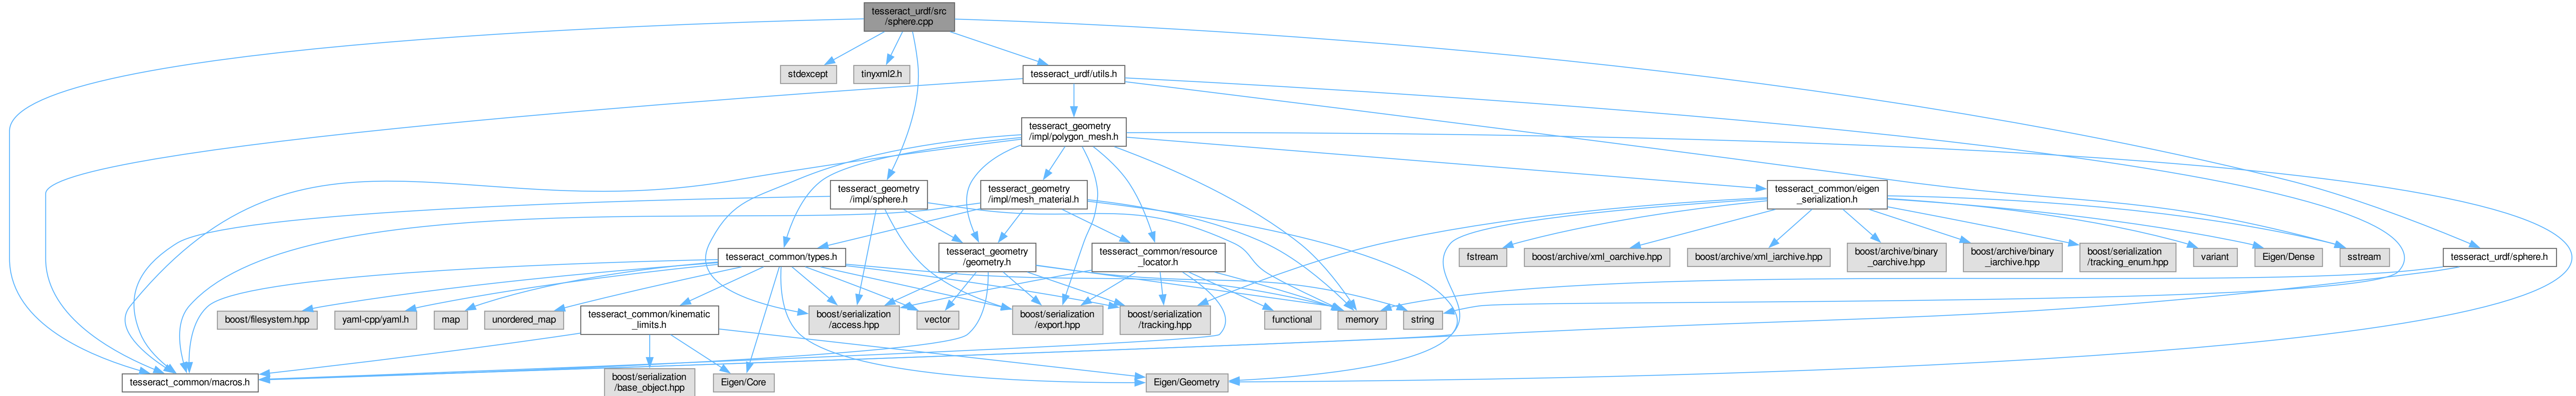 tesseract_urdf/src
/sphere.cpp
stdexcept
tinyxml2.h
tesseract_urdf/utils.h
tesseract_geometry
/impl/polygon_mesh.h
tesseract_geometry
/impl/sphere.h
tesseract_geometry
/impl/mesh_material.h
tesseract_common/eigen
_serialization.h
tesseract_common/types.h
tesseract_geometry
/geometry.h
tesseract_common/resource
_locator.h
fstream
boost/archive/xml_oarchive.hpp
boost/archive/xml_iarchive.hpp
boost/archive/binary
_oarchive.hpp
boost/archive/binary
_iarchive.hpp
boost/serialization
/tracking_enum.hpp
variant
Eigen/Dense
sstream
tesseract_urdf/sphere.h
boost/filesystem.hpp
yaml-cpp/yaml.h
map
unordered_map
tesseract_common/kinematic
_limits.h
boost/serialization
/access.hpp
vector
boost/serialization
/export.hpp
boost/serialization
/tracking.hpp
functional
memory
string
tesseract_common/macros.h
boost/serialization
/base_object.hpp
Eigen/Core
Eigen/Geometry